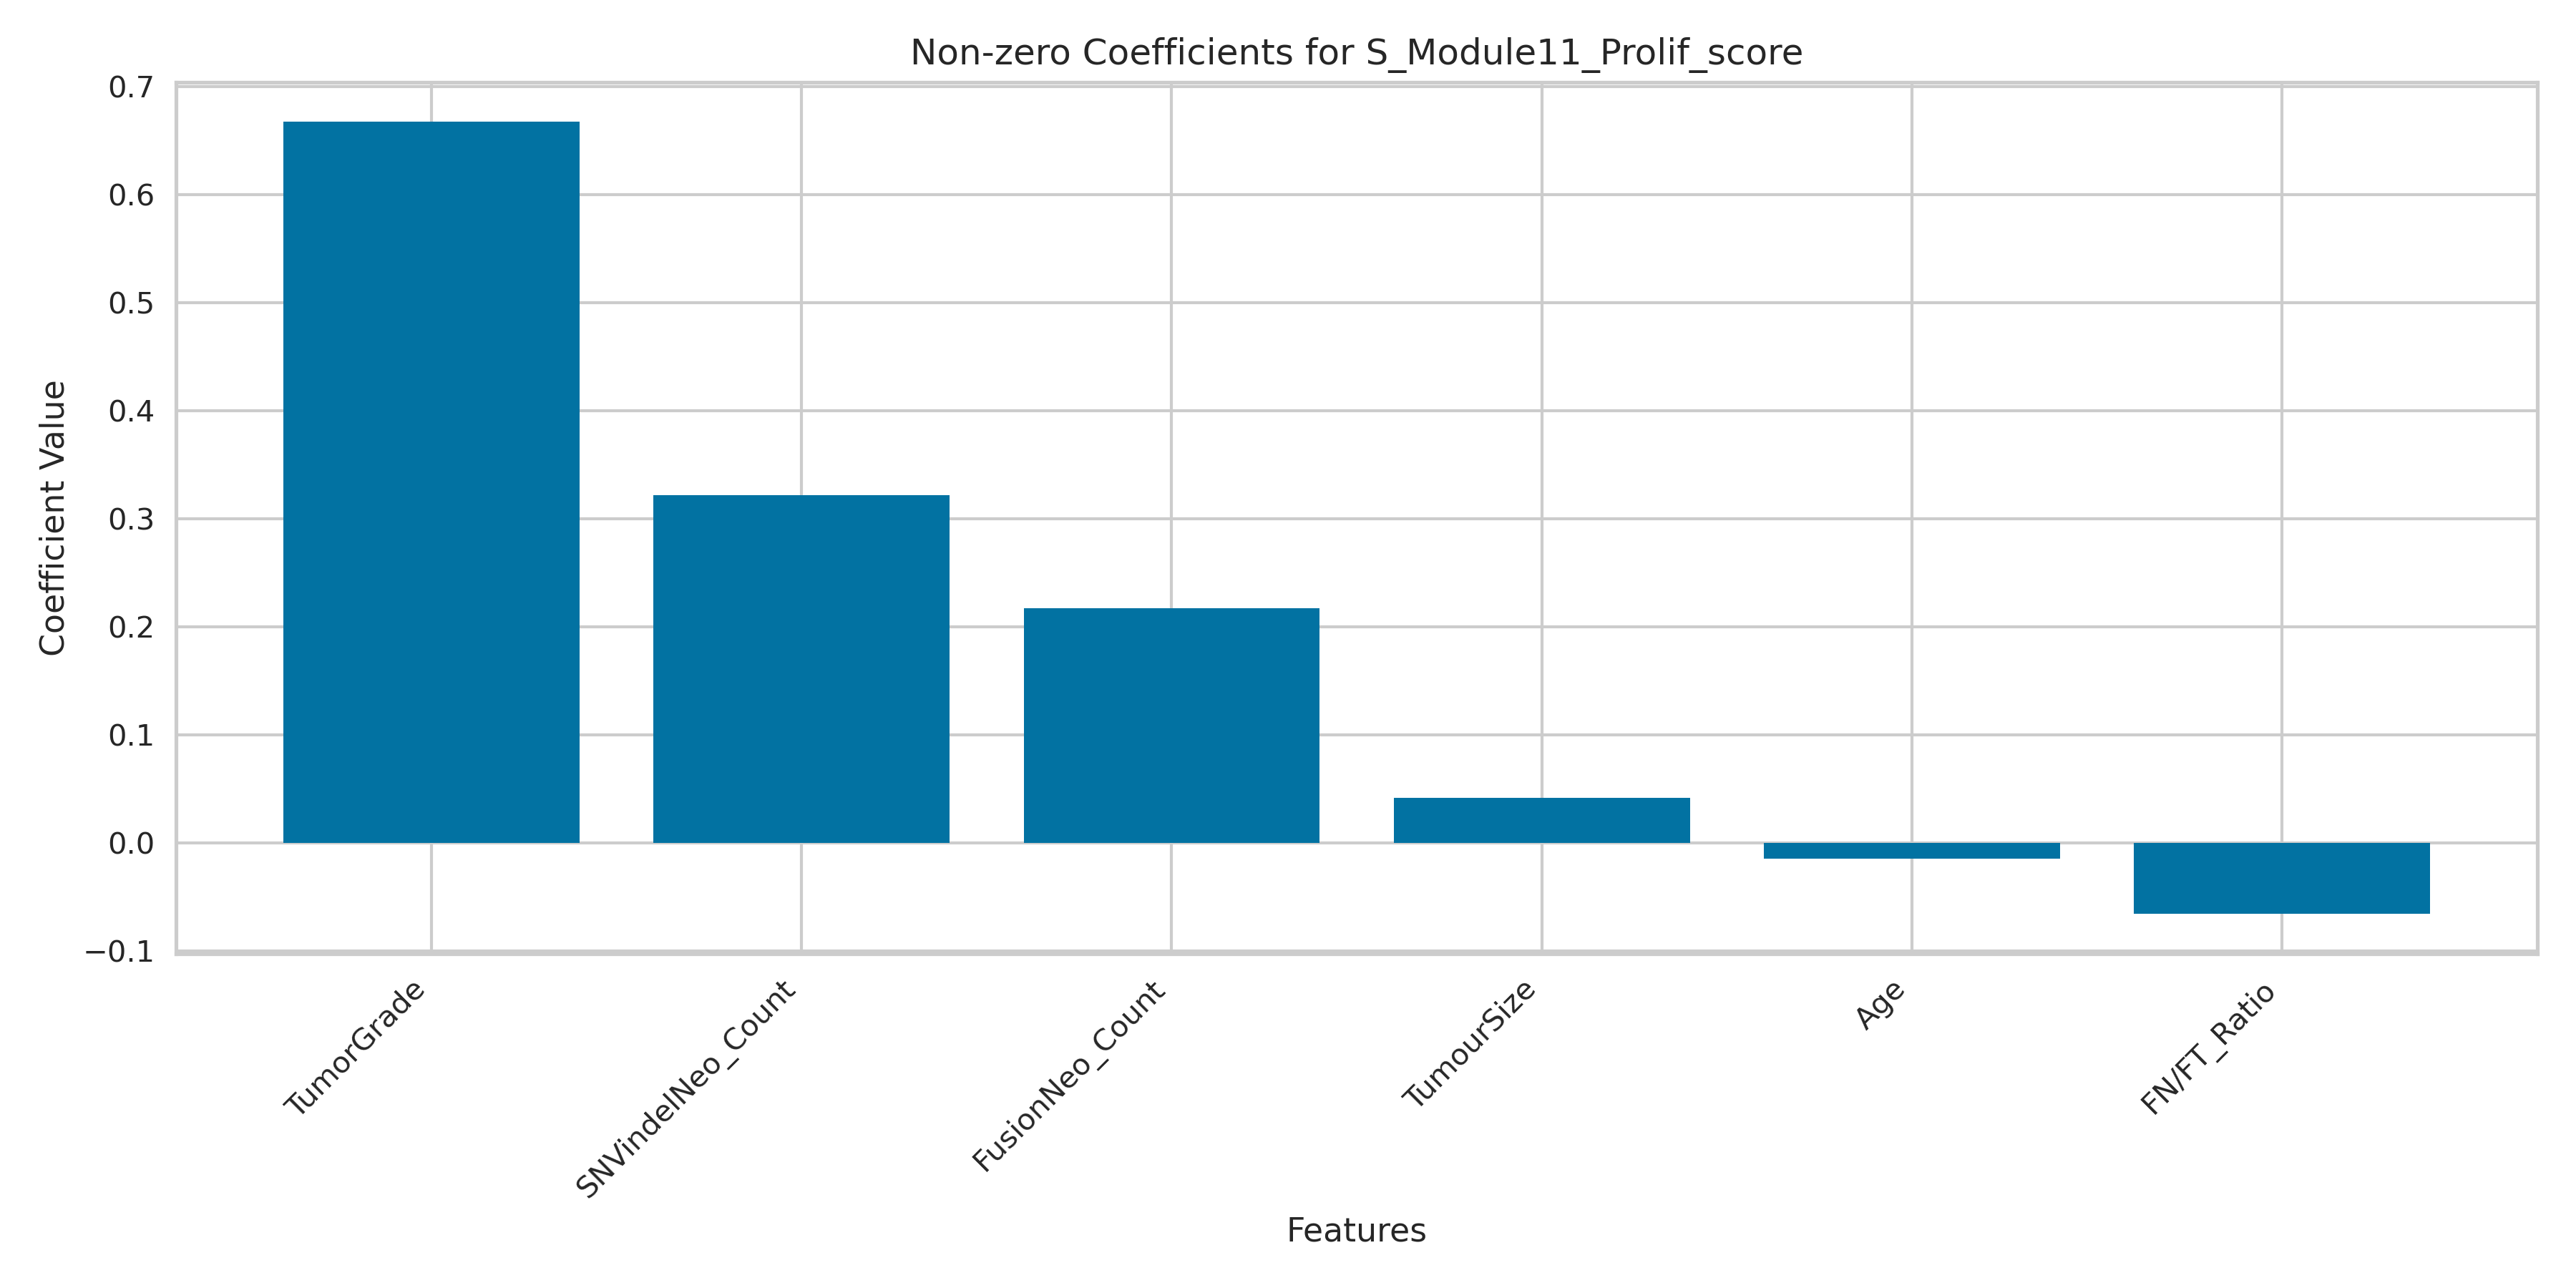 Non-zero Coefficients for S_Module11_Prolif_score
0.7
0.6
0.5
0.4
0.3
0.2
0.1
0.0
−0.1
Coefficient Value
TumorGrade
SNVindelNeo_Count
FusionNeo_Count
TumourSize
Age
FN/FT_Ratio
Features